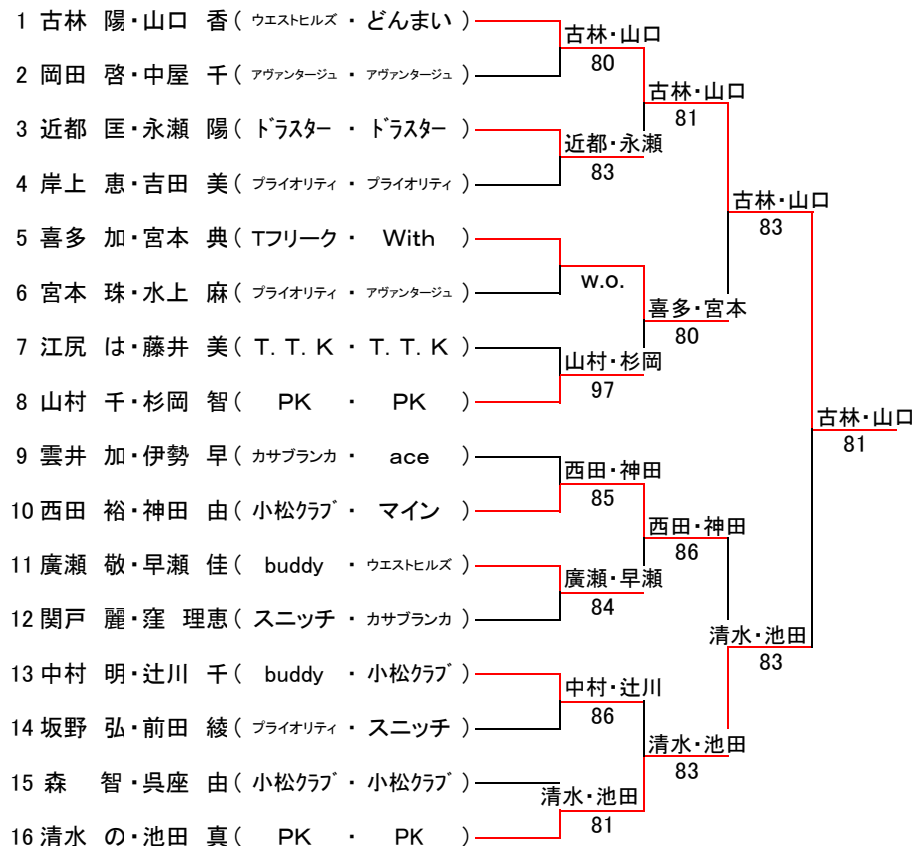 1 古林 陽・山口 香 ( ウエストヒルズ ・ どんまい )
古林・山口
80
2 岡田 啓・中屋 千 ( アヴァンタージュ ・ アヴァンタージュ )
古林・山口
81
3 近都 匡・永瀬 陽 ( ドラスター ・ ドラスター )
近都・永瀬
83
4 岸上 恵・吉田 美 ( プライオリティ ・ プライオリティ )
古林・山口
83
5 喜多 加・宮本 典 ( Tフリーク ・ With )
w.o.
6 宮本 珠・水上 麻 ( プライオリティ ・ アヴァンタージュ )
喜多・宮本
80
7 江尻 は・藤井 美 ( T.T.K ・ T.T.K )
山村・杉岡
97
8 山村 千・杉岡 智 ( PK ・ PK )
古林・山口
81
9 雲井 加・伊勢 早 ( カサブランカ ・ ace )
西田・神田
85
10 西田 裕・神田 由 ( 小松クラブ ・ マイン )
西田・神田
86
11 廣瀬 敬・早瀬 佳 ( buddy ・ ウエストヒルズ )
廣瀬・早瀬
84
12 関戸 麗・窪 理恵 ( スニッチ ・ カサブランカ )
清水・池田
83
13 中村 明・辻川 千 ( buddy ・ 小松クラブ )
中村・辻川
86
14 坂野 弘・前田 綾 ( プライオリティ ・ スニッチ )
清水・池田
83
15 森 智・呉座 由 ( 小松クラブ ・ 小松クラブ )
清水・池田
81
16 清水 の・池田 真 ( PK ・ PK )